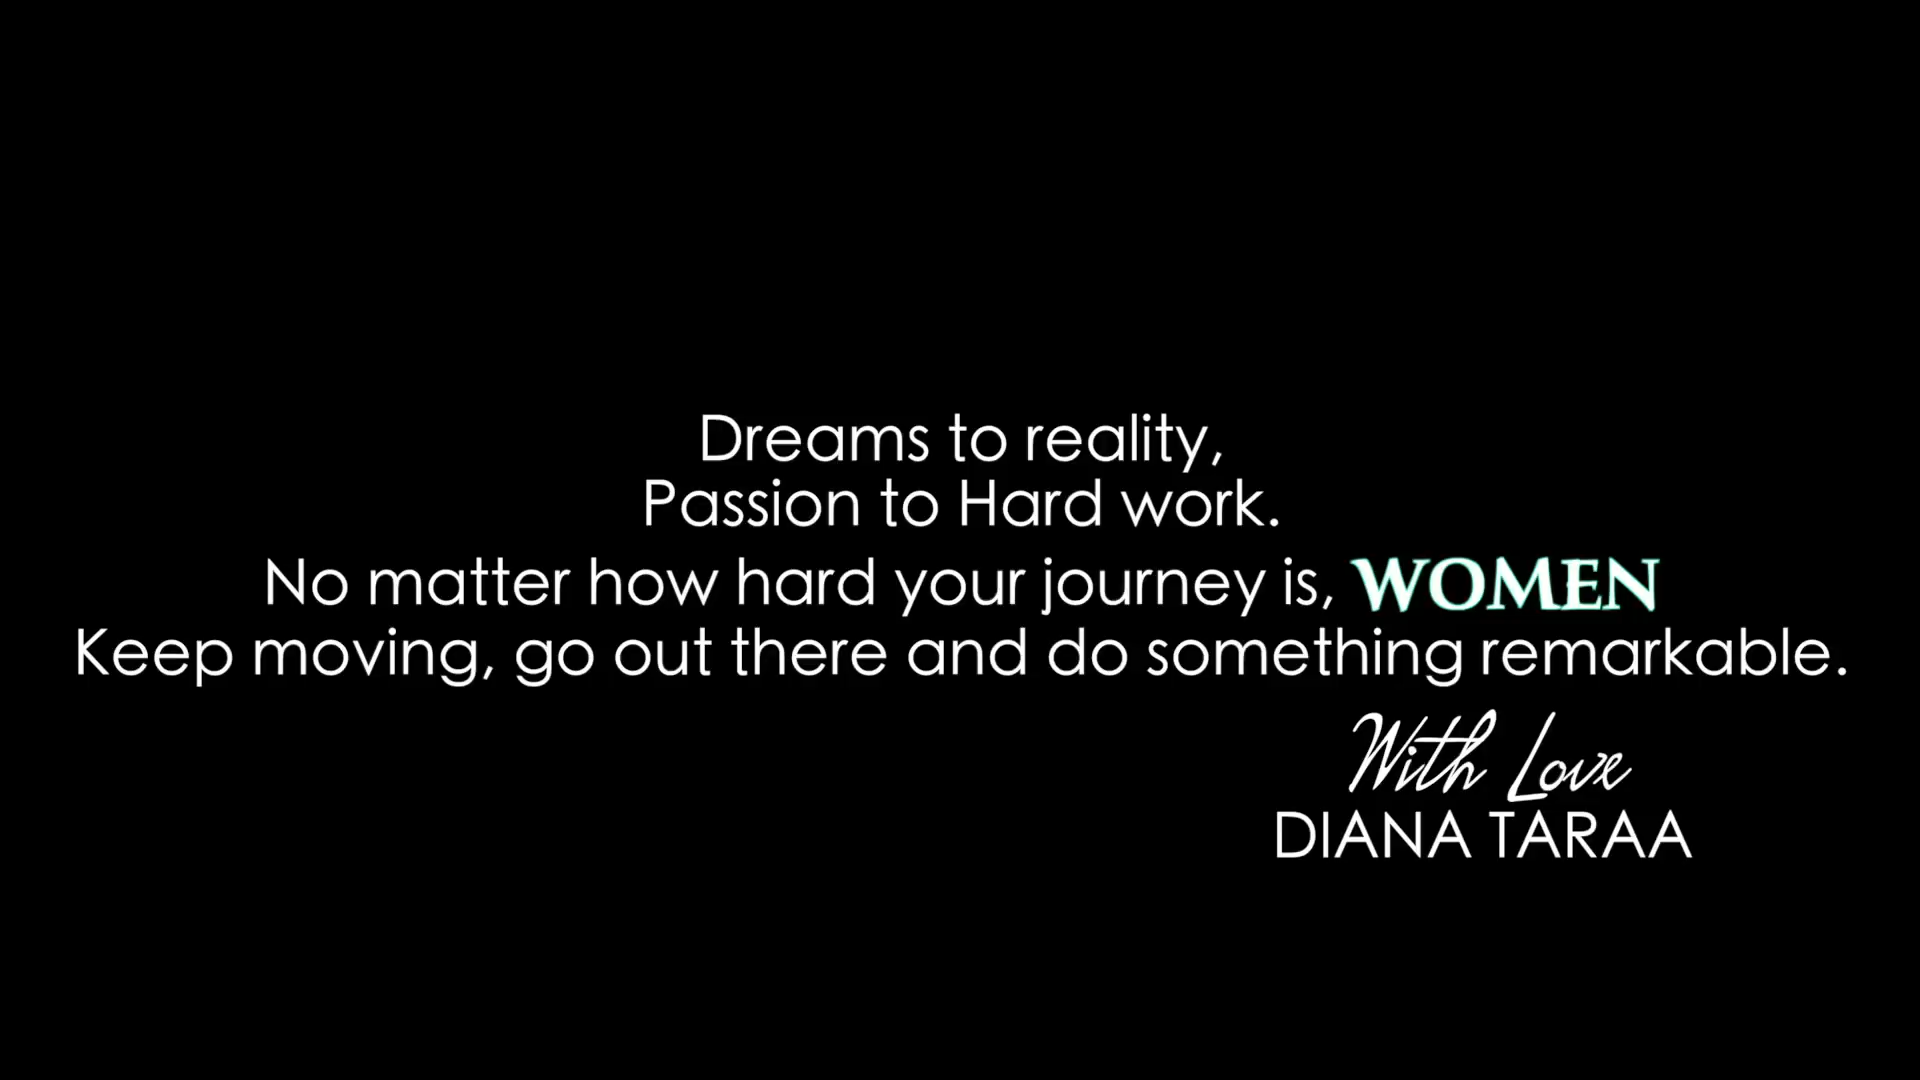 Dreams to reality,
Passion to Hard work.
No matter how hard your journey is, WOMEN
Keep moving, go out there and do something remarkable.
With Love
DIANA TARAA